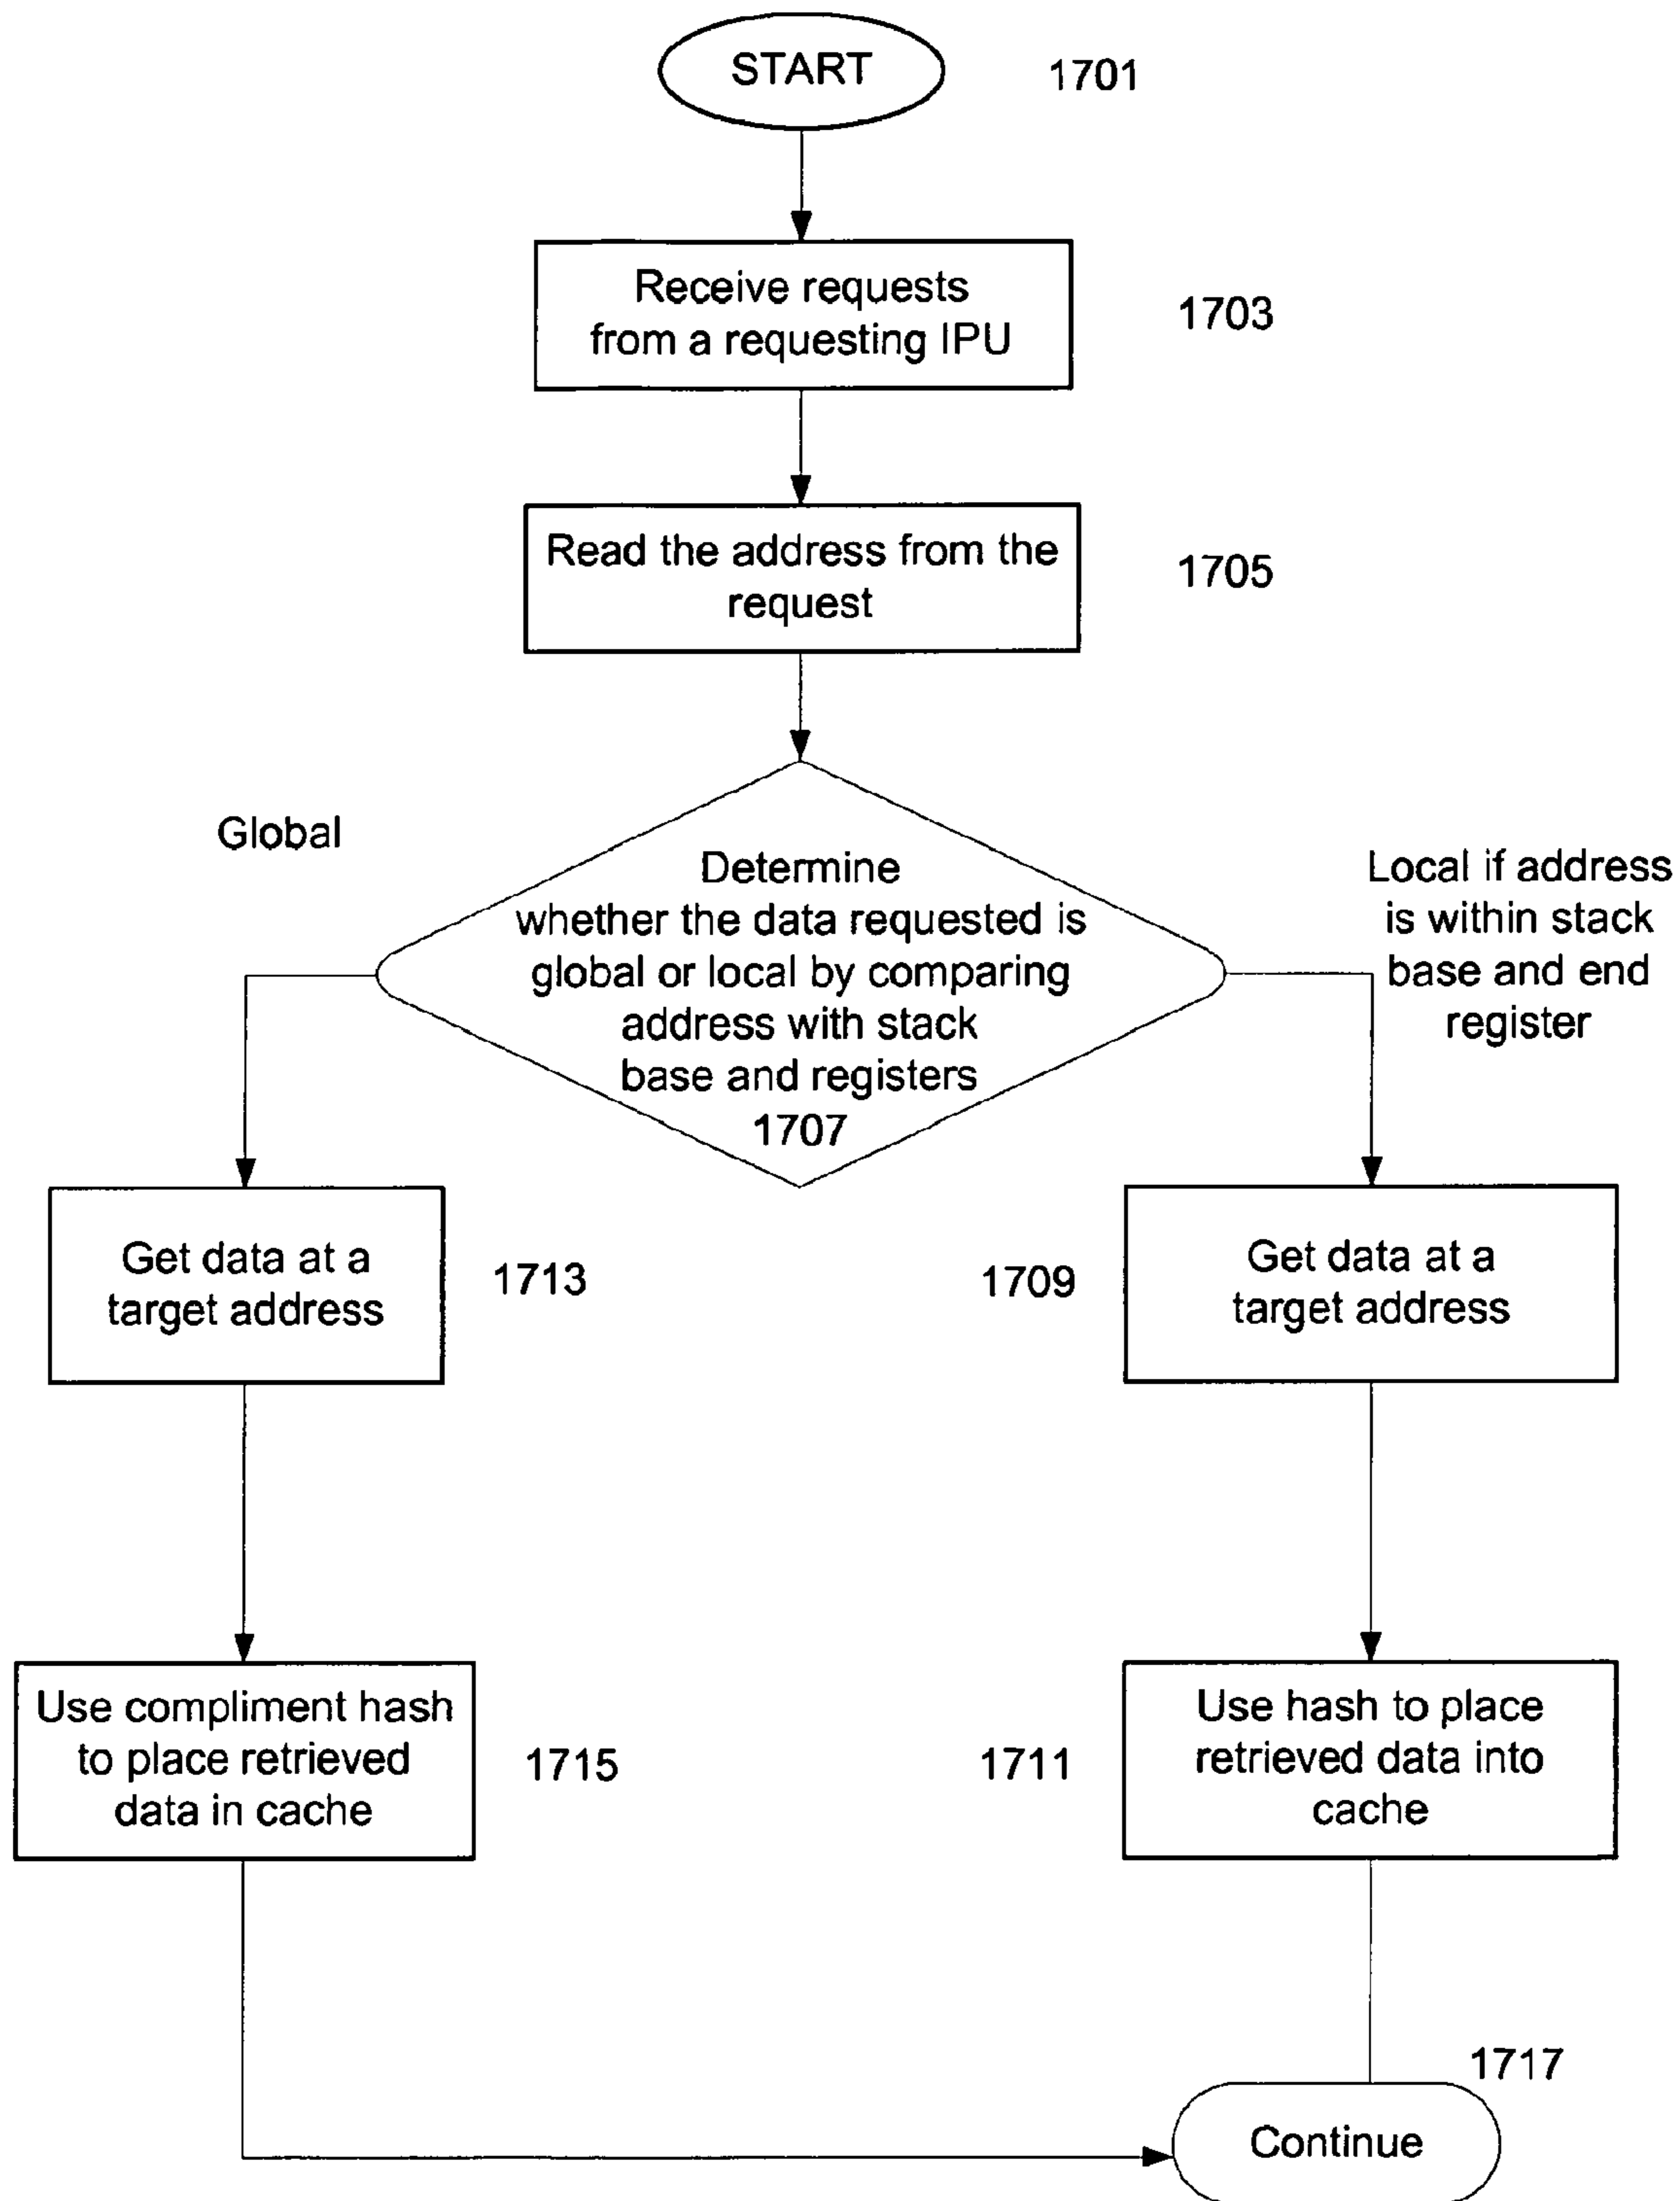 START
1701
Receive requests
from a requesting IPU
1703
Read the address from the
request
1705
Global
Determine
whether the data requested is
global or local by comparing
address with stack
base and registers
1707
Local if address
is within stack
base and end
register
Get data at a
target address
1713
1709
Get data at a
target address
Use compliment hash
to place retrieved
data in cache
1715
1711
Use hash to place
retrieved data into
cache
1717
Continue